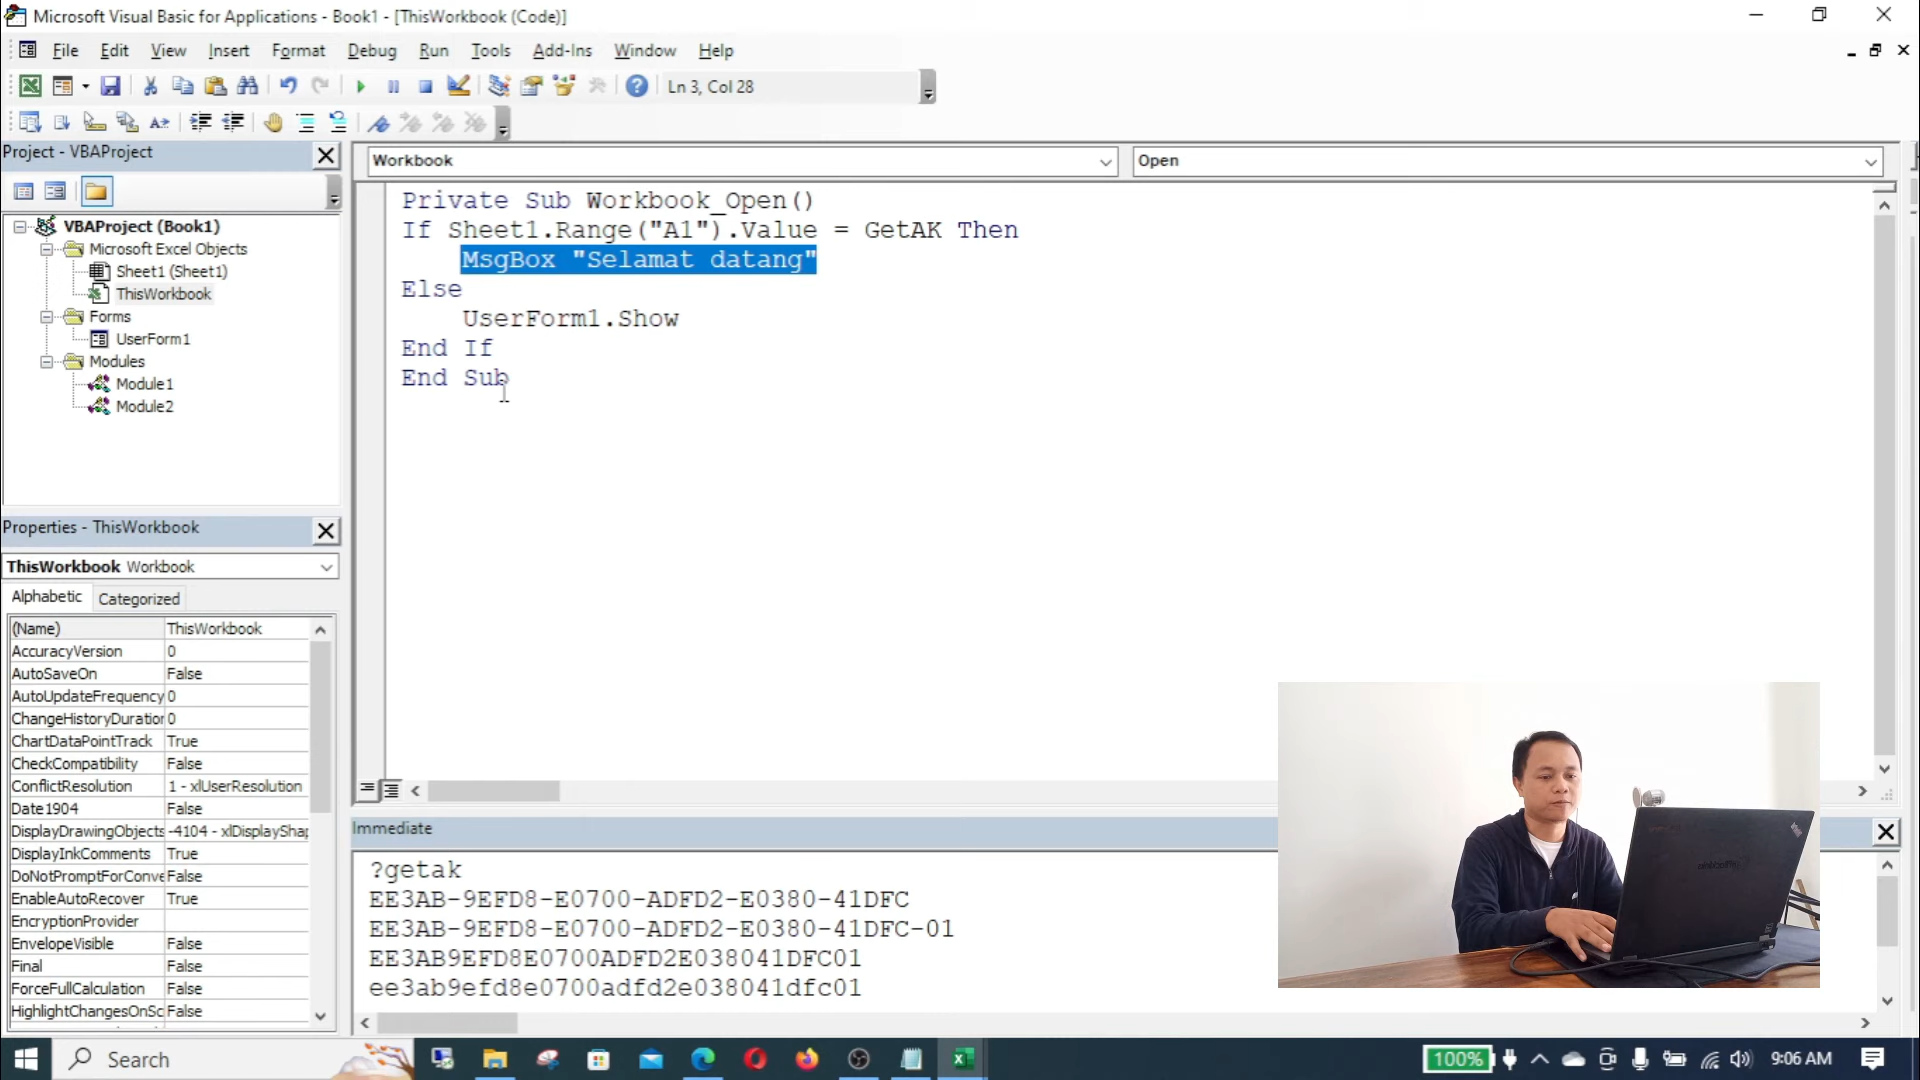 Microsoft Visual Basic for Applications - Book1 - [ThisWorkbook (Code)]
File Edit View Insert Format Debug Run Tools Add-Ins Window Help
Ln 3, Col 28
Project - VBAProject
VBAProject (Book1)
Microsoft Excel Objects
Sheet1 (Sheet1)
ThisWorkbook
Forms
UserForm1
Modules
Module1
Module2
Workbook
Open
Private Sub Workbook_Open()
If Sheet1.Range("A1").Value = GetAK Then
MsgBox "Selamat datang"
Else
UserForm1.Show
End If
End Sub
Properties - ThisWorkbook
ThisWorkbook Workbook
Alphabetic Categorized
(Name) ThisWorkbook
AccuracyVersion 0
AutoSaveOn False
AutoUpdateFrequency 0
ChangeHistoryDuration 0
ChartDataPointTrack True
CheckCompatibility False
ConflictResolution 1 - xlUserResolution
Date1904 False
DisplayDrawingObjects -4104 - xlDisplayShap
DisplayInkComments True
DoNotPromptForConve False
EnableAutoRecover True
EncryptionProvider
EnvelopeVisible False
Final False
ForceFullCalculation False
HighlightChangesOnSc False
Immediate
?getak
EE3AB-9EFD8-E0700-ADFD2-E0380-41DFC
EE3AB-9EFD8-E0700-ADFD2-E0380-41DFC-01
EE3AB9EFD8E0700ADFD2E038041DFC01
ee3ab9efd8e0700adfd2e038041dfc01
Search
100%
9:06 AM